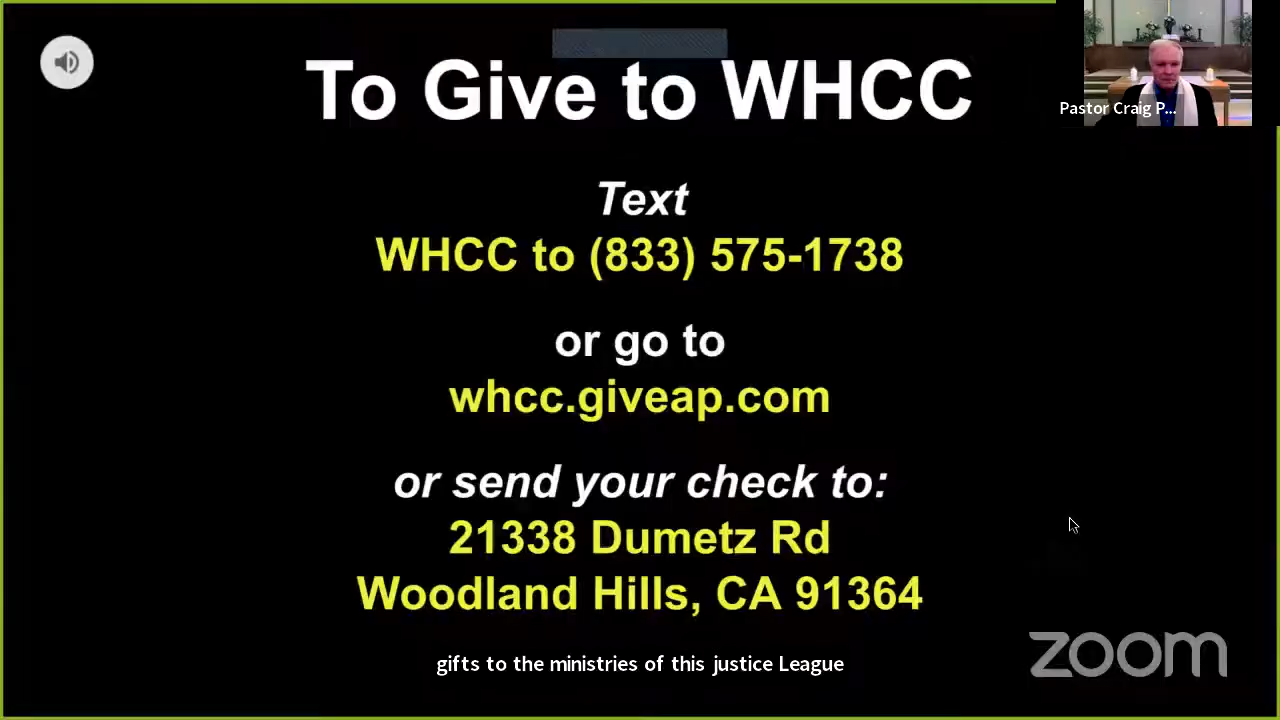 To Give to WHCC
Pastor Craig P...
Text
WHCC to (833) 575-1738
or go to
whcc.giveap.com
or send your check to:
21338 Dumetz Rd
Woodland Hills, CA 91364
gifts to the ministries of this justice League
zoom